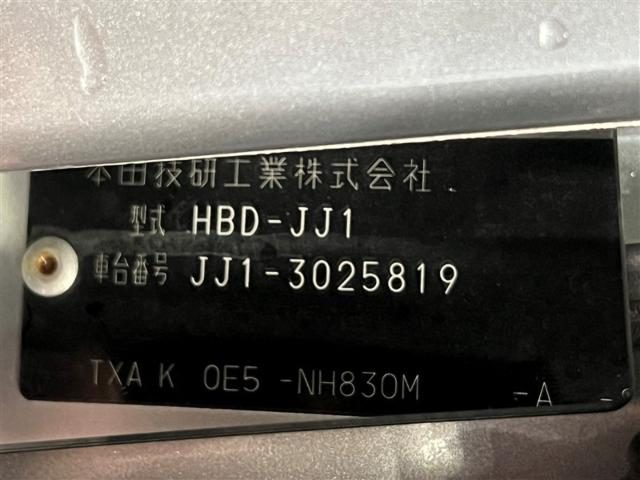 本田技研工業株式会社
型式 HBD-JJ1
車台番号 JJ1-3025819
TXA K 0E5 -NH830M -A